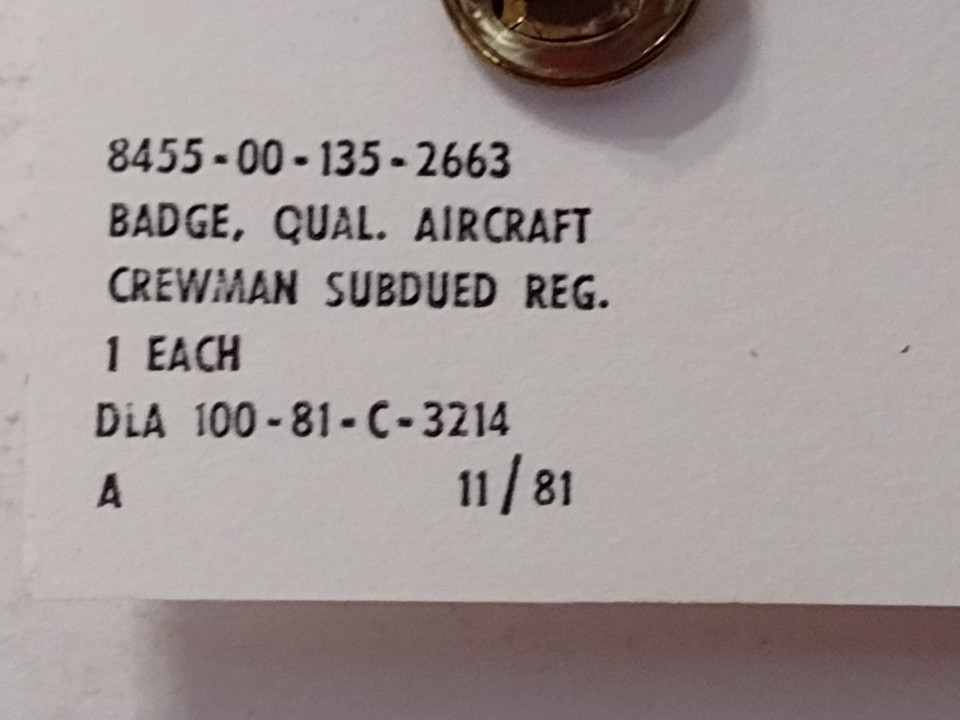 8455-00-135-2663
BADGE, QUAL. AIRCRAFT
CREWMAN SUBDUED REG.
1 EACH
DLA 100-81-C-3214
A 11/81